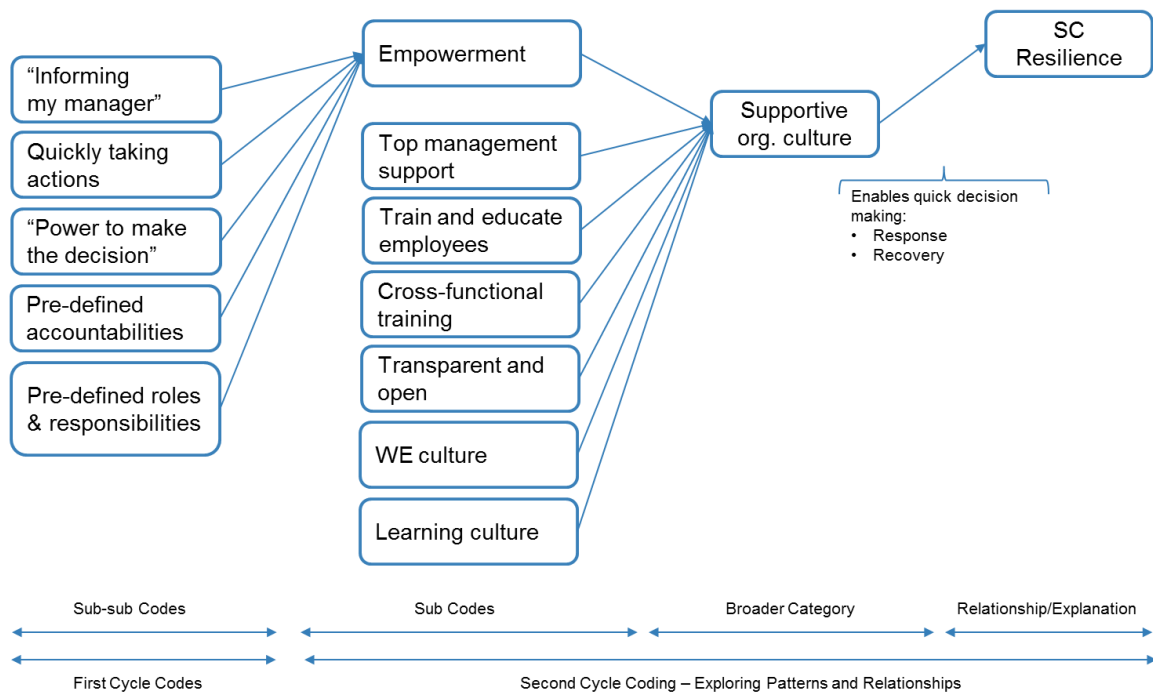 “Informing
my manager”
Quickly taking
actions
“Power to make
the decision”
Pre-defined
accountabilities
Pre-defined roles
& responsibilities
Empowerment
Top management
support
Train and educate
employees
Cross-functional
training
Transparent and
open
WE culture
Learning culture
Supportive
org. culture
SC
Resilience
Enables quick decision
making:
• Response
• Recovery
Sub-sub Codes
Sub Codes
Broader Category
Relationship/Explanation
First Cycle Codes
Second Cycle Coding – Exploring Patterns and Relationships